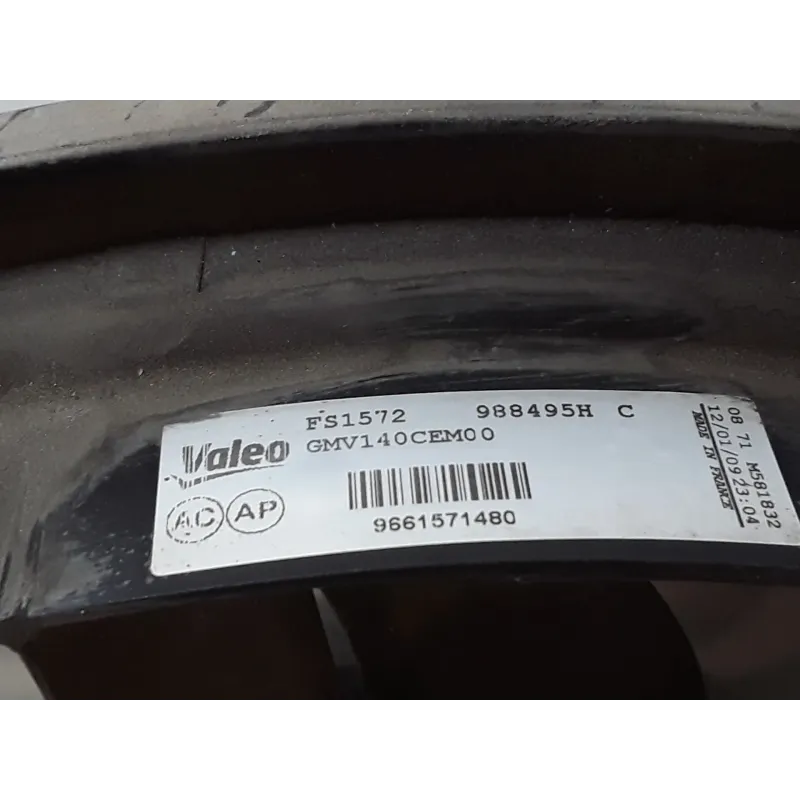 Valeo
FS1572 988495H C
GMV140CEM00
AC AP
9661571480
08 71 M581832
12/01/09 23:04
MADE IN FRANCE